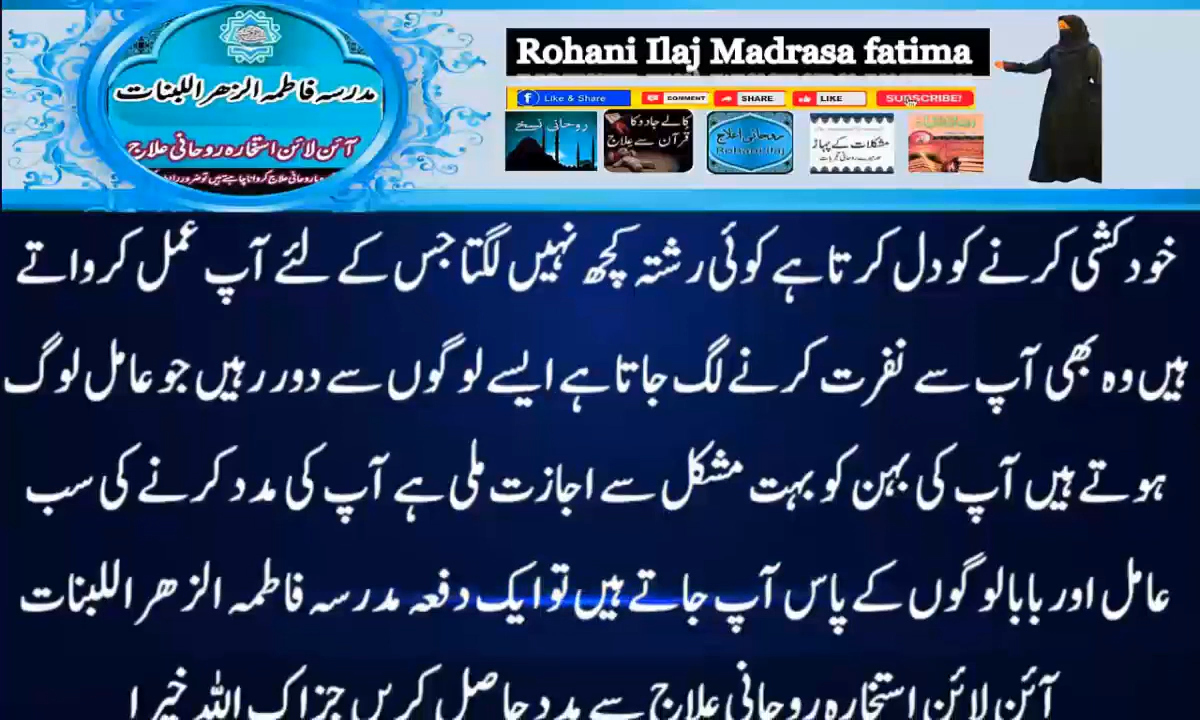 مدرسہ فاطمہ الزھرا اللبنات
آئن لائن استخارہ روحانی علاج
Rohani Ilaj Madrasa fatima
Like & Share
COMMENT
SHARE
LIKE
SUBSCRIBE!
روحانی نسخے
کالے جادو کا
قرآن سے علاج
روحانی علاج
Rohani Ilaj
مشکلات کے پہاڑ
خودکشی کرنے کو دل کرتا ہے کوئی رشتہ کچھ نہیں لگتا جس کے لئے آپ عمل کرواتے
ہیں وہ بھی آپ سے نفرت کرنے لگ جاتا ہے ایسے لوگوں سے دور رہیں جو عامل لوگ
ہوتے ہیں آپ کی بہن کو بہت مشکل سے اجازت ملی ہے آپ کی مدد کرنے کی سب
عامل اور بابا لوگوں کے پاس آپ جاتے ہیں تو ایک دفعہ مدرسہ فاطمہ الزھرا اللبنات
آئن لائن استخارہ روحانی علاج سے مدد حاصل کریں جزاک اللہ خیرا